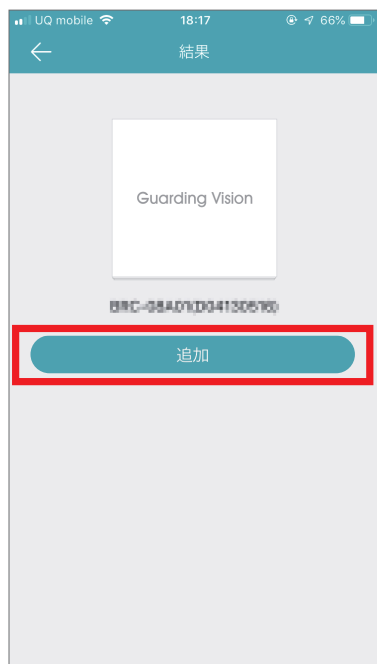 UQ mobile 18:17 66%
結果
Guarding Vision
追加